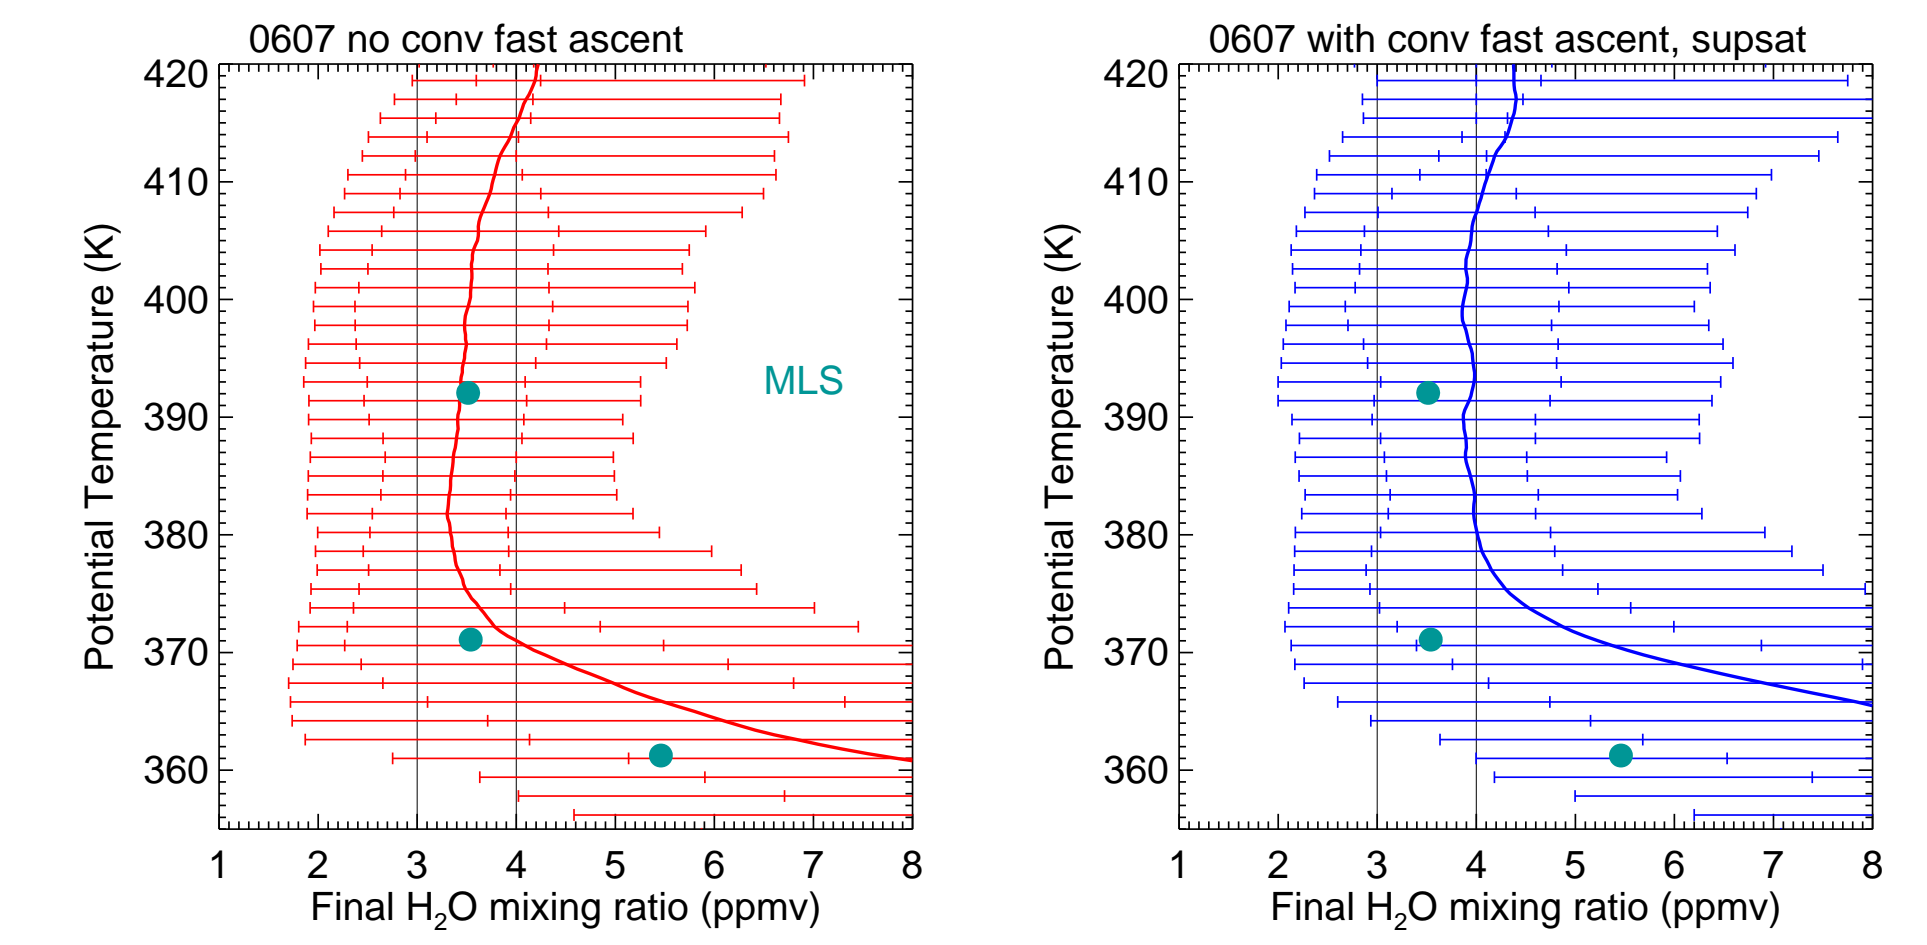 0607 no conv fast ascent
420
410
400
390
380
370
360
Potential Temperature (K)
MLS
1 2 3 4 5 6 7 8
Final H₂O mixing ratio (ppmv)
0607 with conv fast ascent, supsat
420
410
400
390
380
370
360
Potential Temperature (K)
1 2 3 4 5 6 7 8
Final H₂O mixing ratio (ppmv)